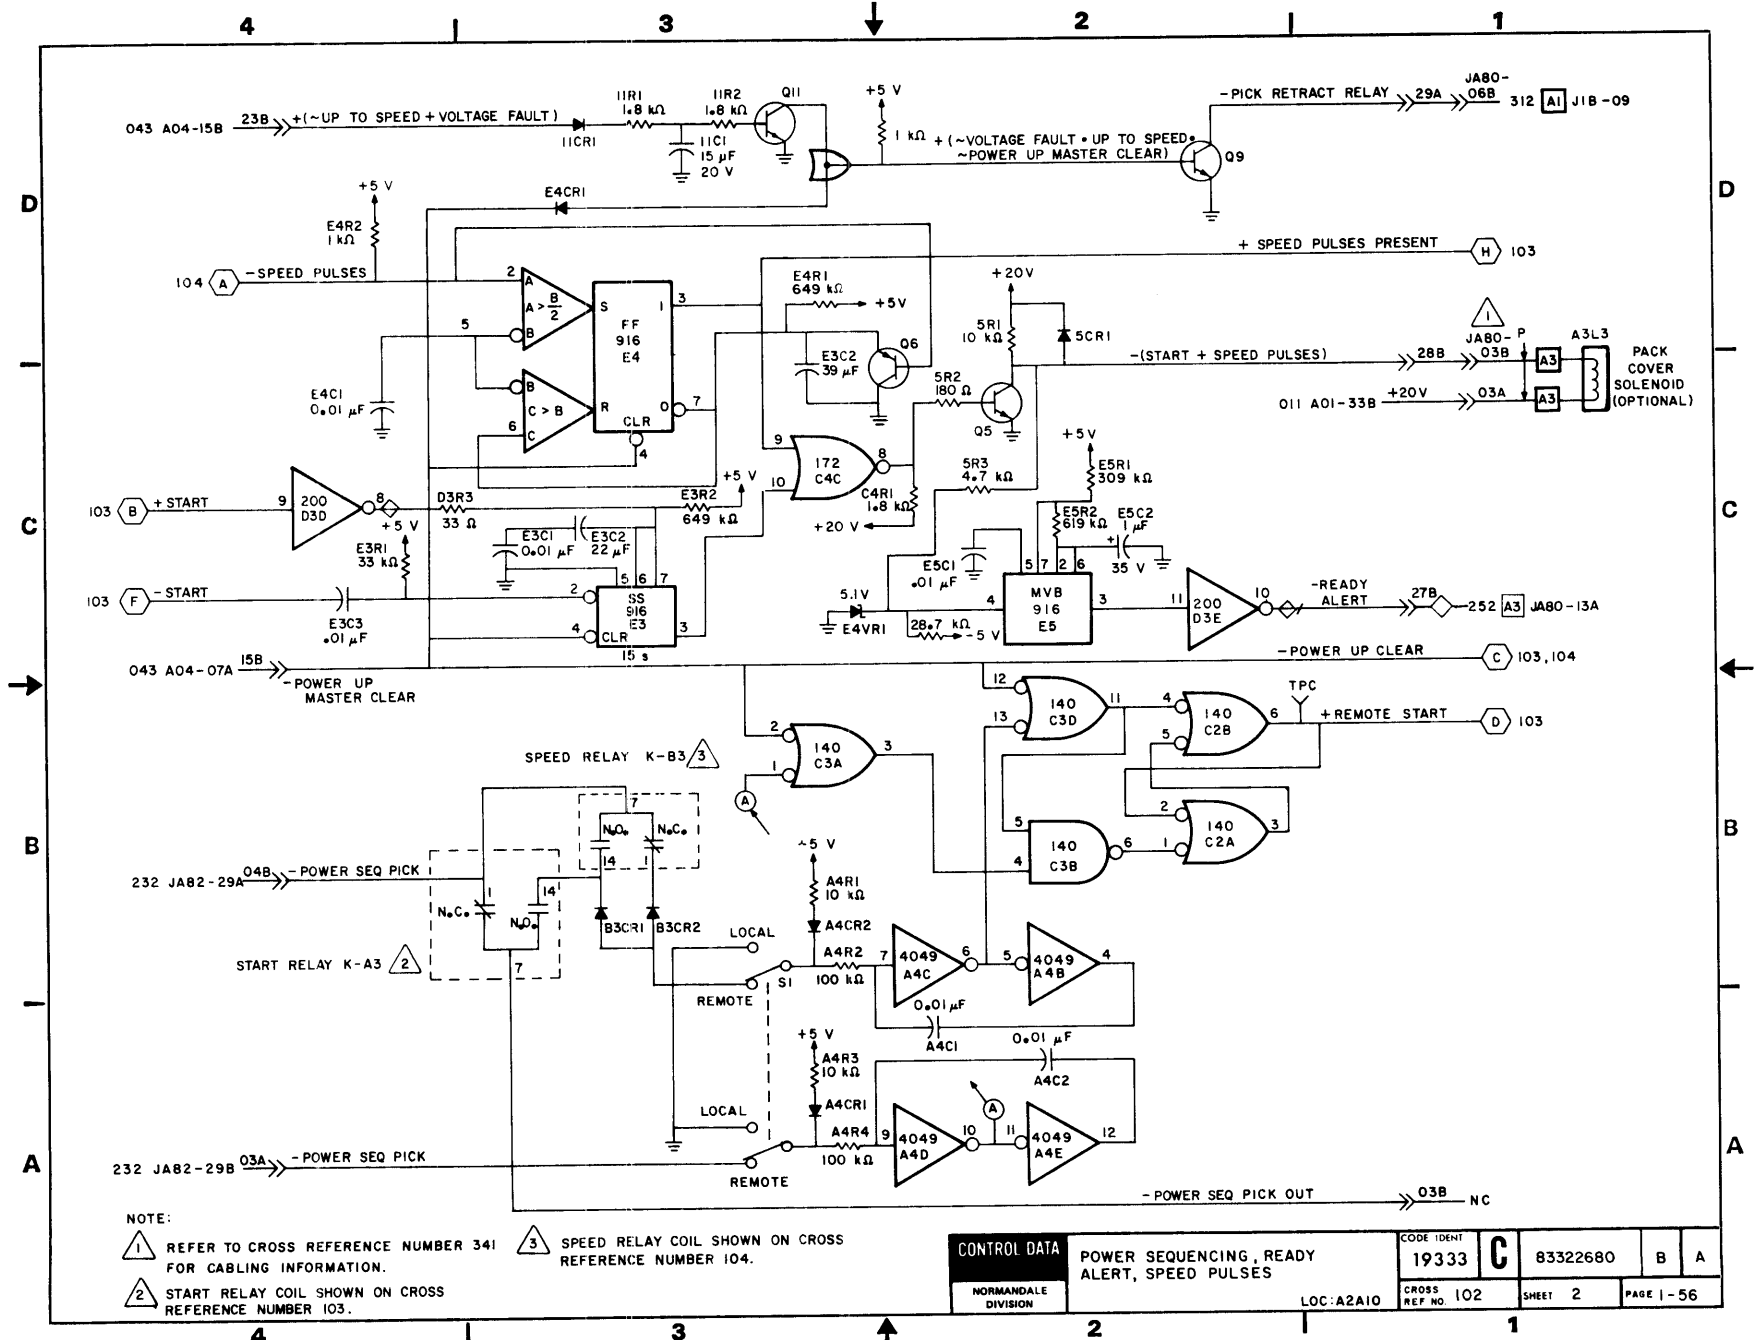 4 3 2 1
D
C
B
A
043 A04-15B 23B +(~UP TO SPEED + VOLTAGE FAULT)
11CR1
11R1
1.8 kΩ
11R2
1.8 kΩ
11C1
15 µF
20 V
Q11
+5 V
1 kΩ
+(~VOLTAGE FAULT • UP TO SPEED•
~POWER UP MASTER CLEAR)
Q9
-PICK RETRACT RELAY 29A
JA80-
06B 312 A1 J1B-09
E4CR1
+5 V
E4R2
1 kΩ
104 A -SPEED PULSES
2 A
A > B/2
5 B
B
C > B
6 C
S 1 3
FF
916
E4
R 0 7
CLR
4
E4C1
0.01 µF
+ SPEED PULSES PRESENT H 103
E4R1
649 kΩ
+5V
E3C2
39 µF
Q6
+20V
5R1
10 kΩ
5CR1
5R2
180 Ω
Q5
-(START + SPEED PULSES) 28B
1
JA80- P
03B A3
A3L3
PACK
COVER
SOLENOID
(OPTIONAL)
011 A01-33B +20V 03A A3
9
10
172
C4C
8
C4R1
1.8 kΩ
+20 V
5R3
4.7 kΩ
+5V
E5R1
309 kΩ
E5R2
619 kΩ
E5C2
1 µF
+
35 V
E5C1
.01 µF
5 7 2 6
4 MVB 3
916
E5
5.1V
E4VR1
28.7 kΩ
-5 V
11 200 10
D3E
-READY
ALERT
27B 252 A3 JA80-13A
103 B + START
9 200 8
D3D
D3R3
33 Ω
+5 V
E3R2
649 kΩ
+5 V
E3R1
33 kΩ
E3C1
0.01 µF
E3C2
22 µF
103 F -START
E3C3
.01 µF
5 6 7
2 SS
916
E3
4 CLR 3
15 s
043 A04-07A 15B
-POWER UP
MASTER CLEAR
-POWER UP CLEAR C 103,104
2
1
140
C3A
3
A
12
13
140
C3D
11
4
5
140
C2B
6
TPC
+REMOTE START D 103
5
4
140
C3B
6
2
1
140
C2A
3
SPEED RELAY K-B3 3
7
N.O. N.C.
14 1
232 JA82-29A 04B -POWER SEQ PICK
1 14
N.C. N.O.
B3CR1 B3CR2
START RELAY K-A3 2
7
LOCAL
REMOTE
S1
+5 V
A4R1
10 kΩ
A4CR2
A4R2
100 kΩ
7 4049 6
A4C
5 4049 4
A4B
0.01 µF
A4C1
+5 V
A4R3
10 kΩ
A4CR1
A4R4
100 kΩ
0.01 µF
A4C2
LOCAL
REMOTE
9 4049 10
A4D
A
11 4049 12
A4E
232 JA82-29B 03A -POWER SEQ PICK
-POWER SEQ PICK OUT 03B NC
NOTE:
1 REFER TO CROSS REFERENCE NUMBER 341
FOR CABLING INFORMATION.
2 START RELAY COIL SHOWN ON CROSS
REFERENCE NUMBER 103.
3 SPEED RELAY COIL SHOWN ON CROSS
REFERENCE NUMBER 104.
CONTROL DATA
NORMANDALE
DIVISION
POWER SEQUENCING, READY
ALERT, SPEED PULSES
LOC:A2A10
CODE IDENT
19333
C
83322680
B
A
CROSS
REF NO. 102
SHEET 2
PAGE 1-56
D
C
B
A
4 3 2 1